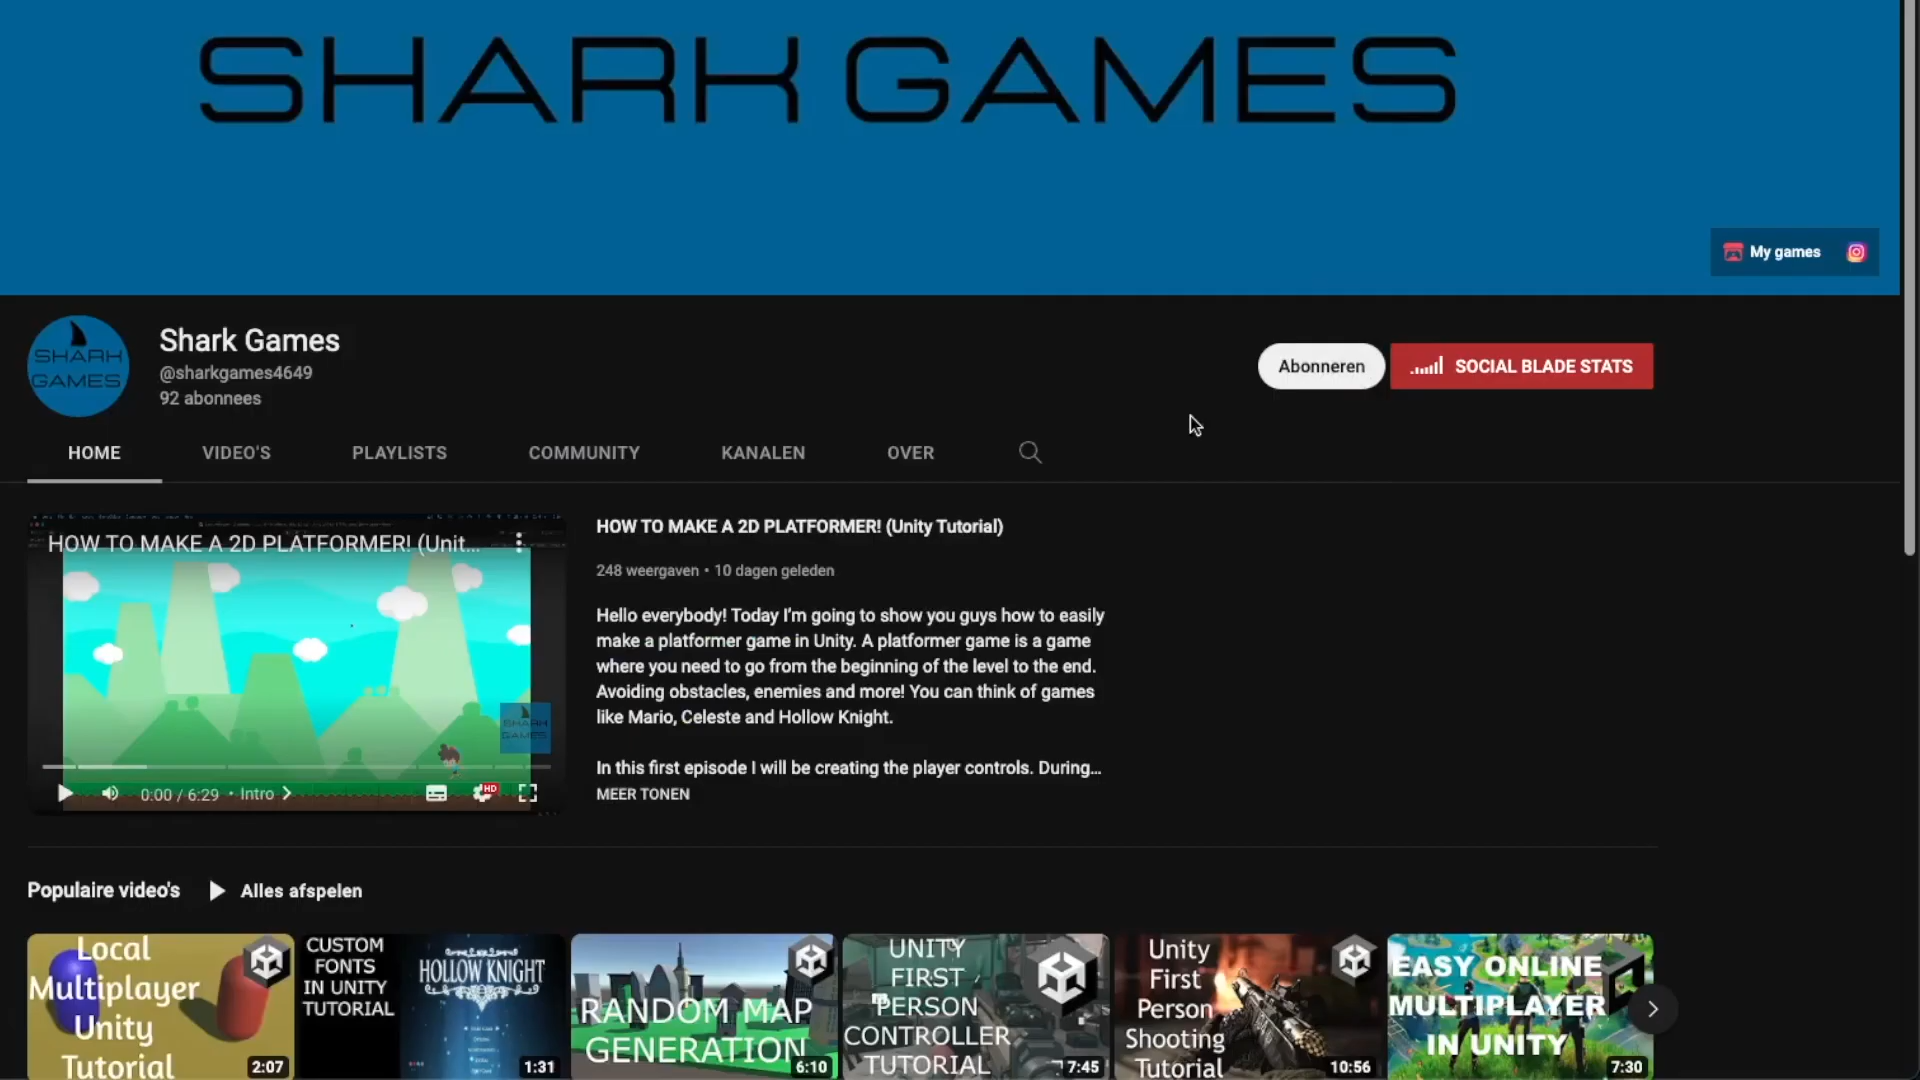 SHARK GAMES
My games
SHARK
GAMES
Shark Games
@sharkgames4649
92 abonnees
Abonneren
SOCIAL BLADE STATS
HOME
VIDEO'S
PLAYLISTS
COMMUNITY
KANALEN
OVER
HOW TO MAKE A 2D PLATFORMER! (Unit...
SHARK
GAMES
0:00 / 6:29 • Intro
HD
HOW TO MAKE A 2D PLATFORMER! (Unity Tutorial)
248 weergaven • 10 dagen geleden
Hello everybody! Today I'm going to show you guys how to easily
make a platformer game in Unity. A platformer game is a game
where you need to go from the beginning of the level to the end.
Avoiding obstacles, enemies and more! You can think of games
like Mario, Celeste and Hollow Knight.
In this first episode I will be creating the player controls. During...
MEER TONEN
Populaire video's
Alles afspelen
Local
Multiplayer
Unity
Tutorial
2:07
CUSTOM
FONTS
IN UNITY
TUTORIAL
HOLLOW KNIGHT
1:31
RANDOM MAP
GENERATION
6:10
UNITY
FIRST
PERSON
CONTROLLER
TUTORIAL
7:45
Unity
First
Person
Shooting
Tutorial
10:56
EASY ONLINE
MULTIPLAYER
IN UNITY
7:30